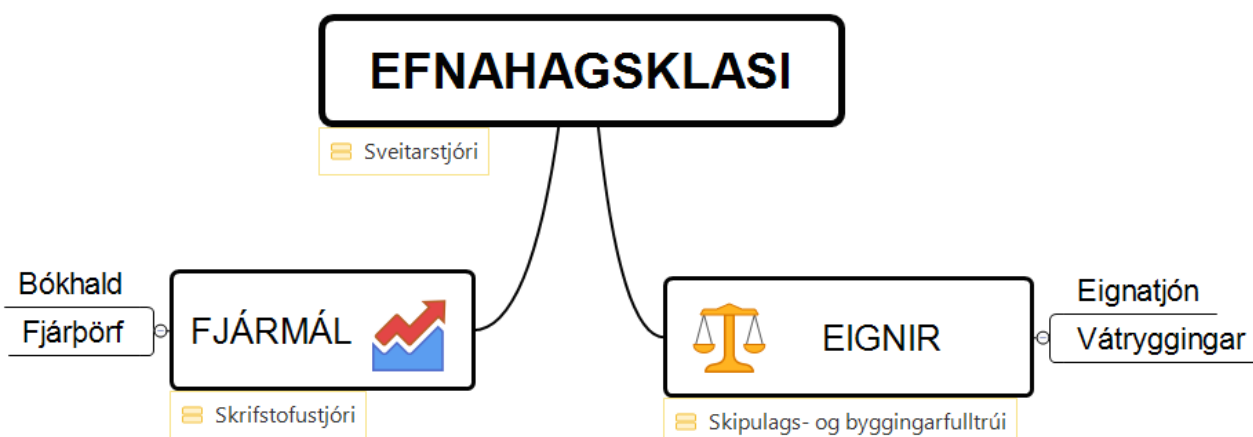 EFNAHAGSKLASI
Sveitarstjóri
Bókhald
Fjárþörf
FJÁRMÁL
Skrifstofustjóri
EIGNIR
Skipulags- og byggingarfulltrúi
Eignatjón
Vátryggingar